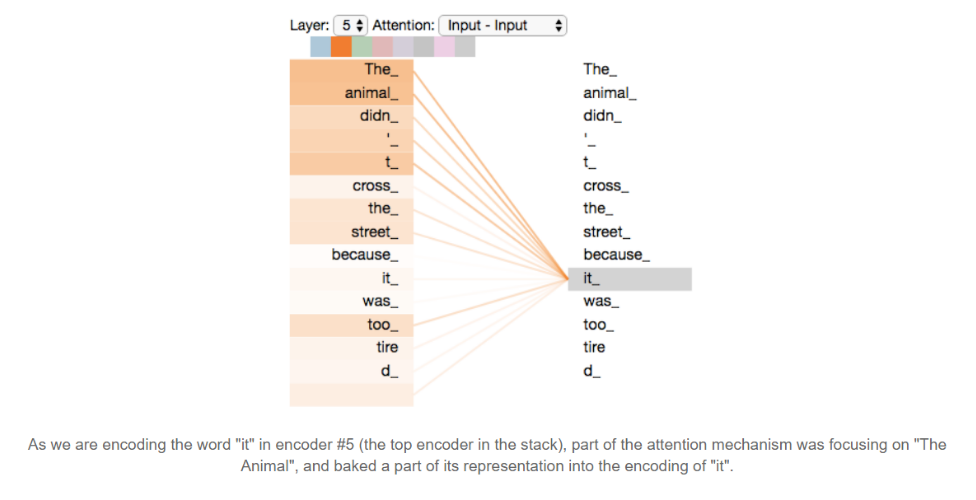 Layer: 5 Attention: Input - Input
The_ The_
animal_ animal_
didn_ didn_
'_ '_
t_ t_
cross_ cross_
the_ the_
street_ street_
because_ because_
it_ it_
was_ was_
too_ too_
tire tire
d_ d_
As we are encoding the word "it" in encoder #5 (the top encoder in the stack), part of the attention mechanism was focusing on "The
Animal", and baked a part of its representation into the encoding of "it".